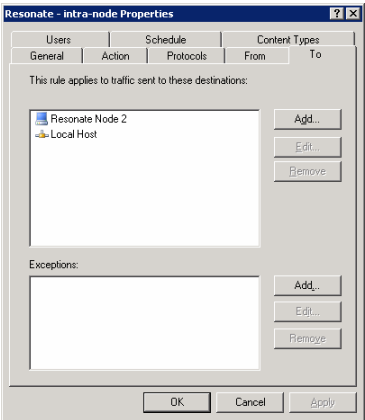 Resonate - intra-node Properties
Users Schedule Content Types
General Action Protocols From To
This rule applies to traffic sent to these destinations:
Resonate Node 2
Local Host
Add...
Edit...
Remove
Exceptions:
Add...
Edit...
Remove
OK Cancel Apply